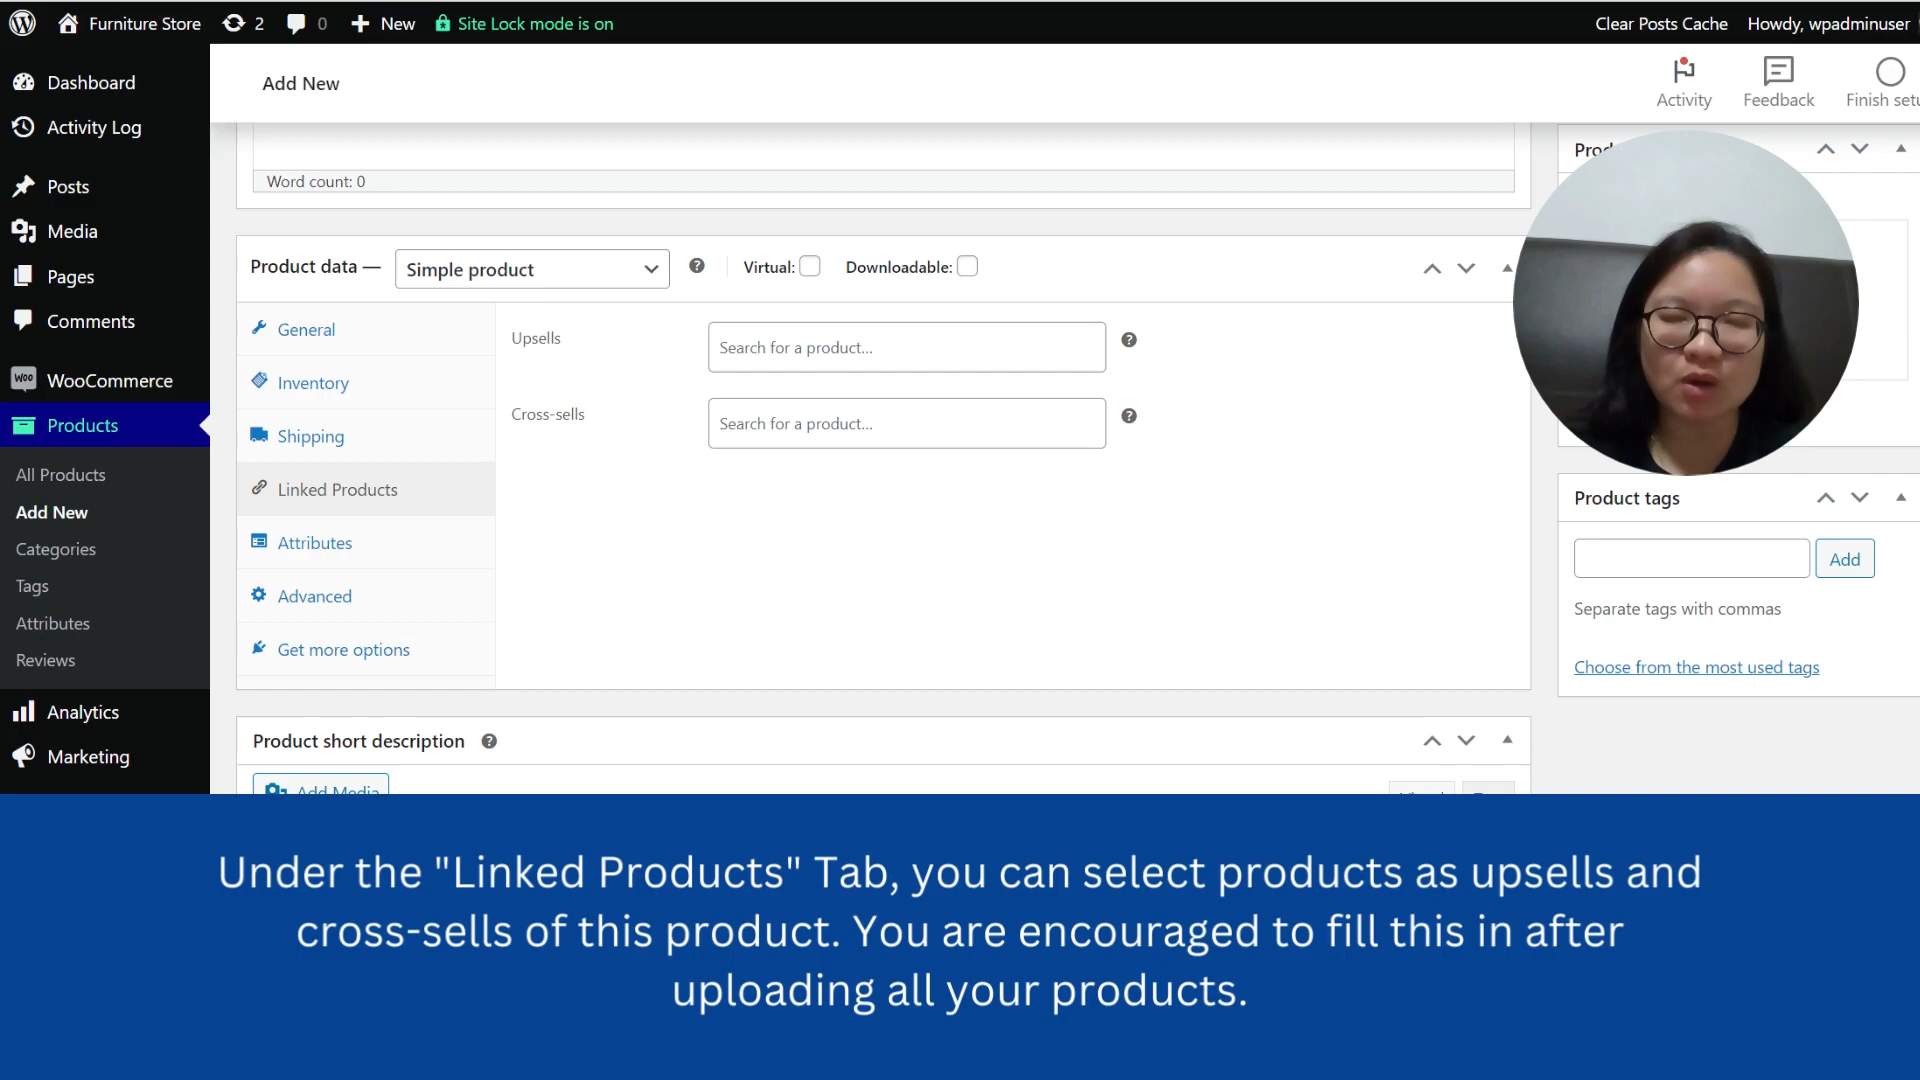 Furniture Store
2
0
New
Site Lock mode is on
Clear Posts Cache
Howdy, wpadminuser
Dashboard
Activity Log
Posts
Media
Pages
Comments
WOO
WooCommerce
Products
All Products
Add New
Categories
Tags
Attributes
Reviews
Analytics
Marketing
Add New
Activity
Feedback
Finish setu
Word count: 0
Product data —
Simple product
Virtual:
Downloadable:
General
Inventory
Shipping
Linked Products
Attributes
Advanced
Get more options
Upsells
Search for a product...
Cross-sells
Search for a product...
Product short description
Add Media
Product tags
Add
Separate tags with commas
Choose from the most used tags
Under the "Linked Products" Tab, you can select products as upsells and
cross-sells of this product. You are encouraged to fill this in after
uploading all your products.